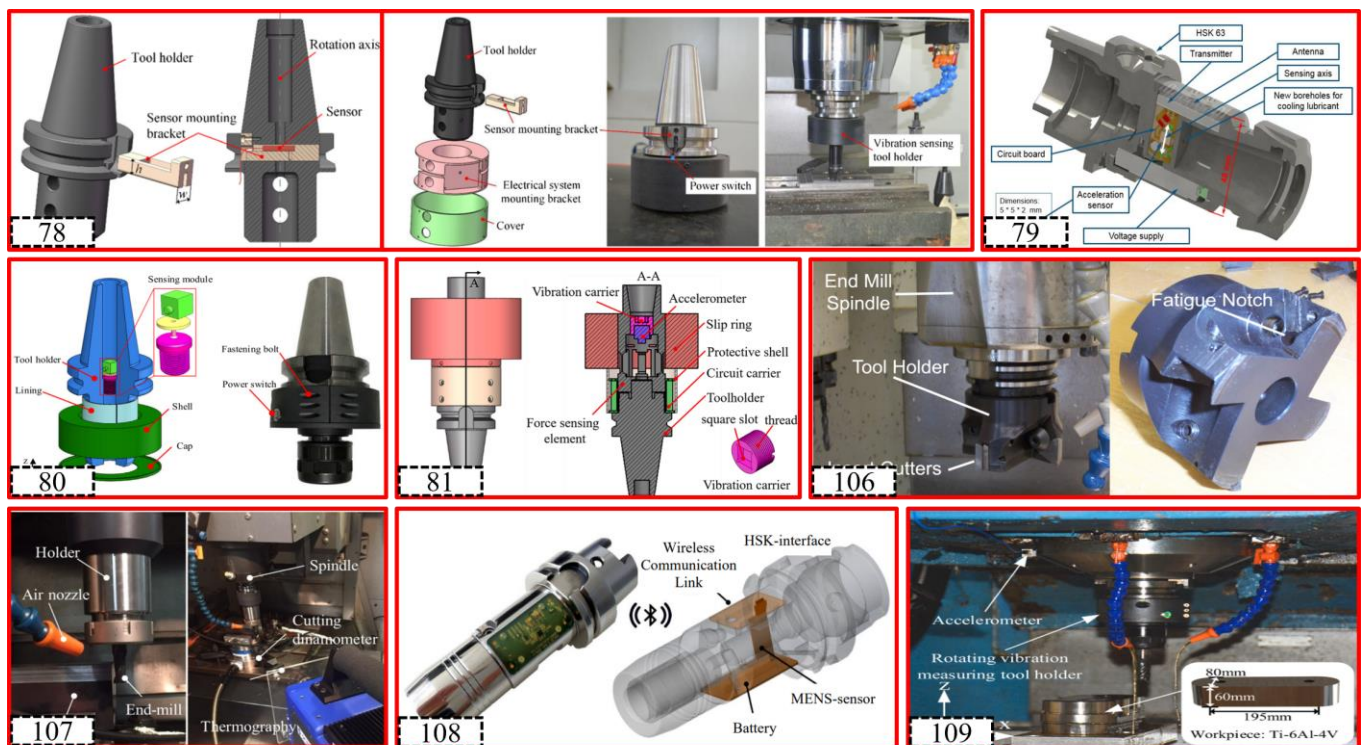 Tool holder
Rotation axis
Sensor mounting
bracket
Sensor
h
w
78
Tool holder
Sensor mounting bracket
Electrical system
mounting bracket
Cover
Power switch
Vibration sensing
tool holder
HSK 63
Transmitter
Antenna
Sensing axis
New boreholes for
cooling lubricant
Circuit board
Acceleration
sensor
Dimensions:
5 * 5 * 2 mm
Voltage supply
79
Sensing module
Tool holder
Lining
Fastening bolt
Power switch
Shell
Cap
Z
80
A
A-A
Vibration carrier
Accelerometer
Slip ring
Protective shell
Circuit carrier
Toolholder
Force sensing
element
square slot
thread
Vibration carrier
81
End Mill
Spindle
Tool Holder
Cutters
Fatigue Notch
106
Holder
Air nozzle
End-mill
Spindle
Cutting
dinamometer
Thermography
107
Wireless
Communication
Link
HSK-interface
MENS-sensor
Battery
108
Accelerometer
Rotating vibration
measuring tool holder
Z
X
80mm
60mm
195mm
Workpiece: Ti-6Al-4V
109